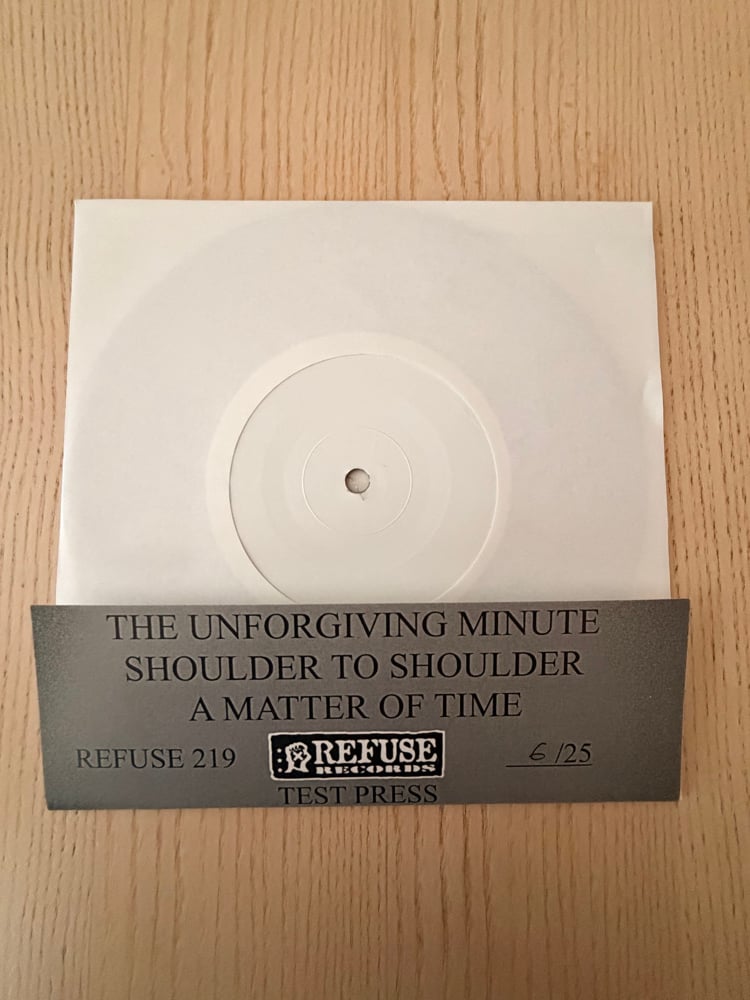 THE UNFORGIVING MINUTE
SHOULDER TO SHOULDER
A MATTER OF TIME
REFUSE 219
REFUSE
RECORDS
6/25
TEST PRESS